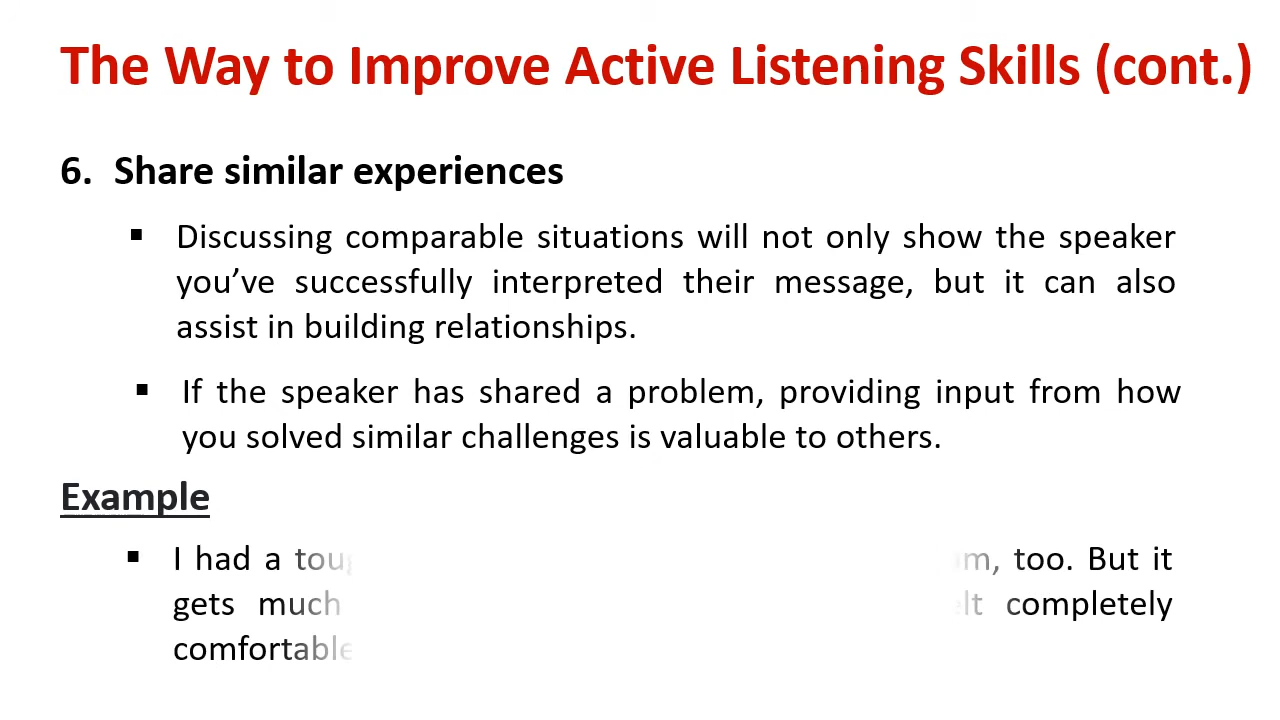 The Way to Improve Active Listening Skills (cont.)
6. Share similar experiences
▪ Discussing comparable situations will not only show the speaker
you’ve successfully interpreted their message, but it can also
assist in building relationships.
▪ If the speaker has shared a problem, providing input from how
you solved similar challenges is valuable to others.
Example
▪ I had a too. But it
gets much completely
comfortable